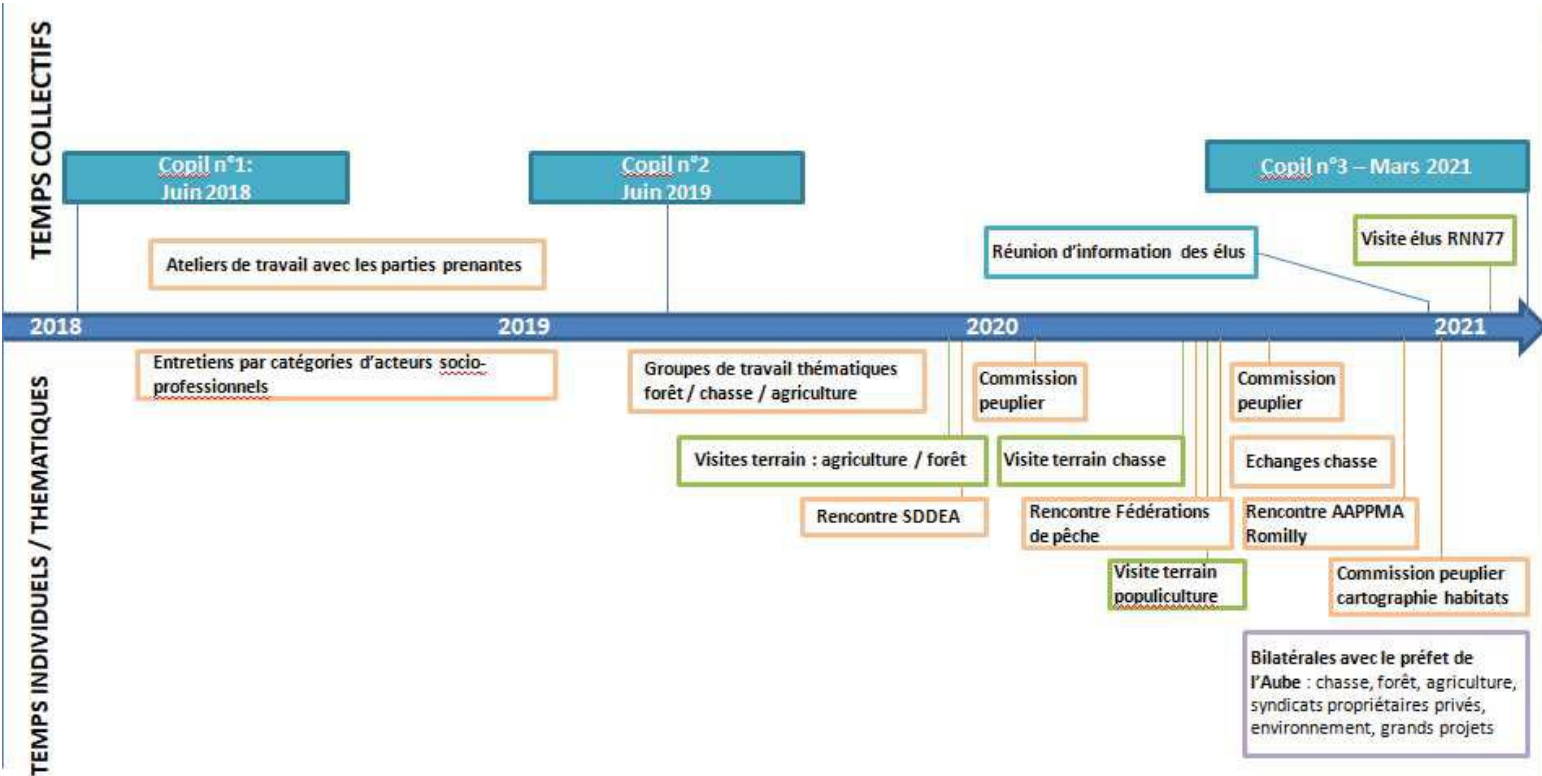 TEMPS COLLECTIFS
Copil n°1:
Juin 2018
Copil n°2
Juin 2019
Copil n°3 – Mars 2021
Ateliers de travail avec les parties prenantes
Réunion d'information des élus
Visite élus RNN77
2018
2019
2020
2021
TEMPS INDIVIDUELS / THEMATIQUES
Entretiens par catégories d'acteurs socio-
professionnels
Groupes de travail thématiques
forêt / chasse / agriculture
Commission
peuplier
Commission
peuplier
Visites terrain : agriculture / forêt
Visite terrain chasse
Echanges chasse
Rencontre SDDEA
Rencontre Fédérations
de pêche
Rencontre AAPPMA
Romilly
Visite terrain
populiculture
Commission peuplier
cartographie habitats
Bilatérales avec le préfet de
l'Aube : chasse, forêt, agriculture,
syndicats propriétaires privés,
environnement, grands projets